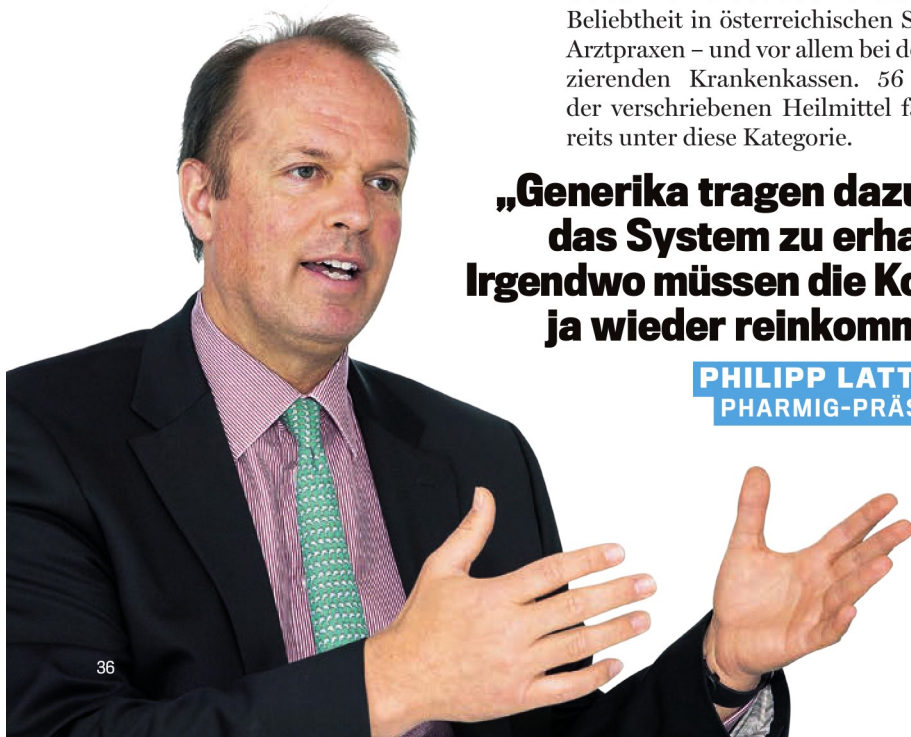 Beliebtheit in österreichischen S
Arztpraxen – und vor allem bei de
zierenden Krankenkassen. 56
der verschriebenen Heilmittel fa
reits unter diese Kategorie.
„Generika tragen dazu
das System zu erha
Irgendwo müssen die Ko
ja wieder reinkomm
PHILIPP LATT
PHARMIG-PRÄS
36